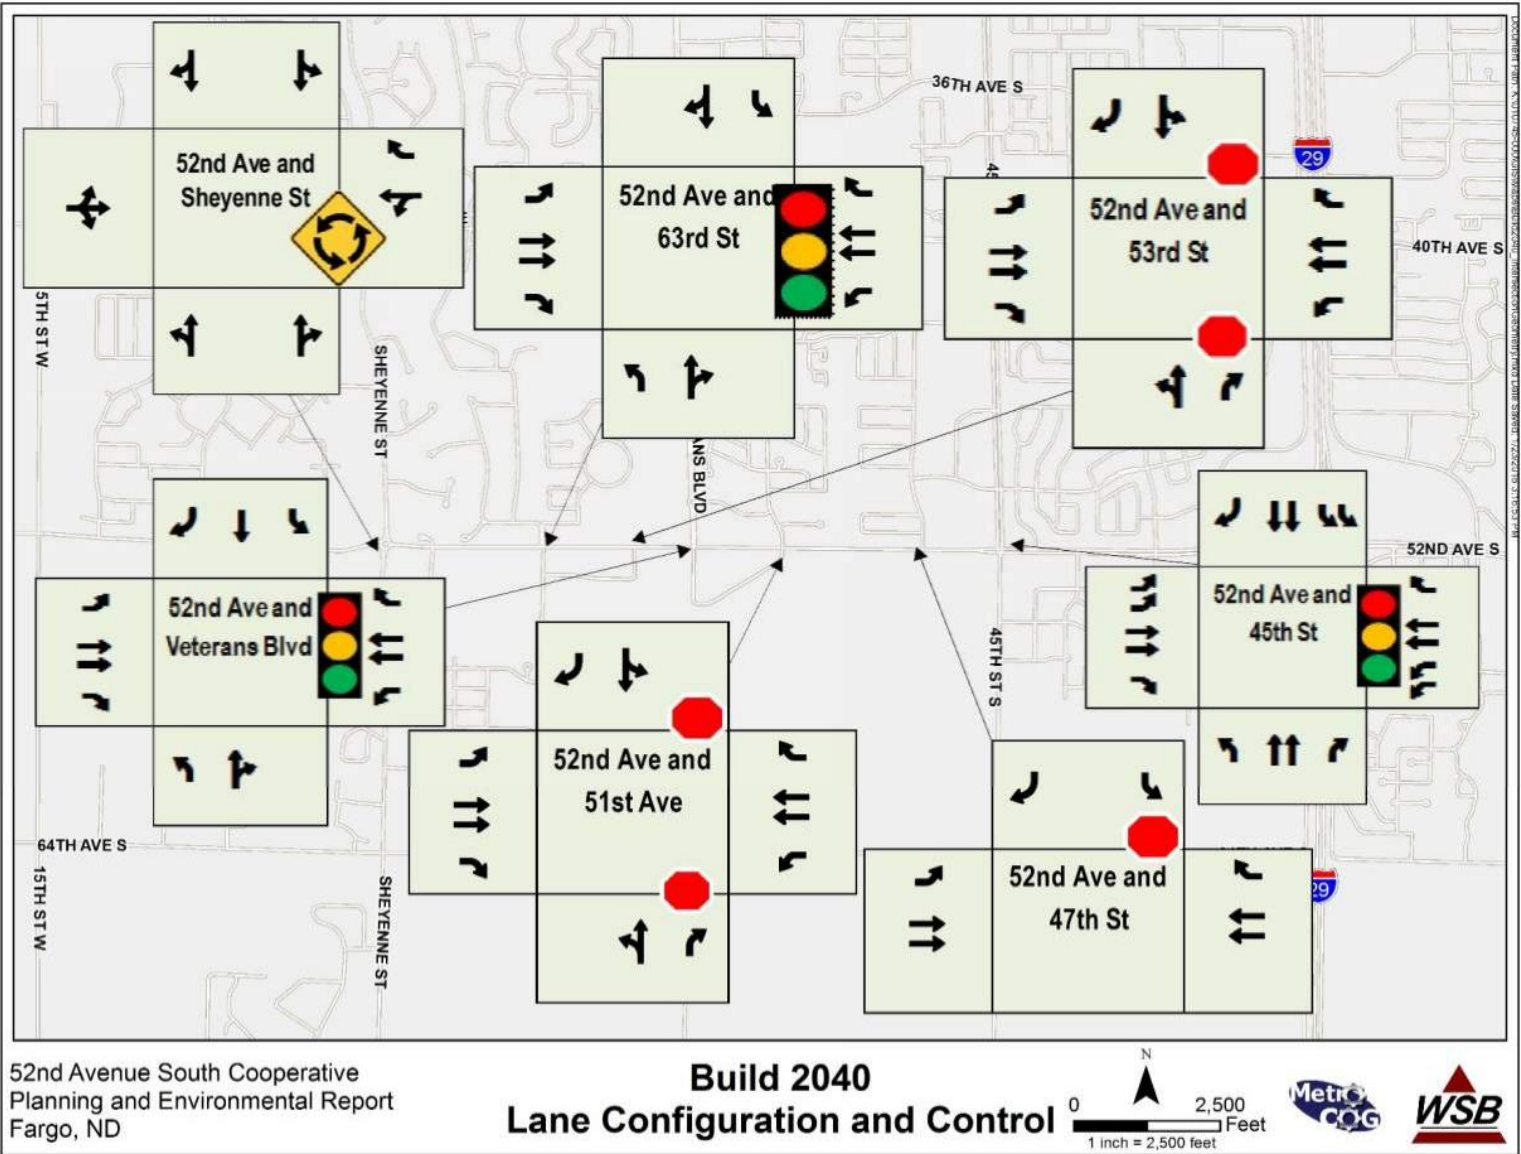 52nd Ave and
Sheyenne St
52nd Ave and
63rd St
36TH AVE S
29
52nd Ave and
53rd St
40TH AVE S
5TH ST W
SHEYENNE ST
ANS BLVD
52ND AVE S
52nd Ave and
Veterans Blvd
52nd Ave and
45th St
45TH ST S
52nd Ave and
51st Ave
64TH AVE S
15TH ST W
SHEYENNE ST
52nd Ave and
47th St
29
52nd Avenue South Cooperative
Planning and Environmental Report
Fargo, ND
Build 2040
Lane Configuration and Control
N
0 2,500
Feet
1 inch = 2,500 feet
Metro
COG
WSB